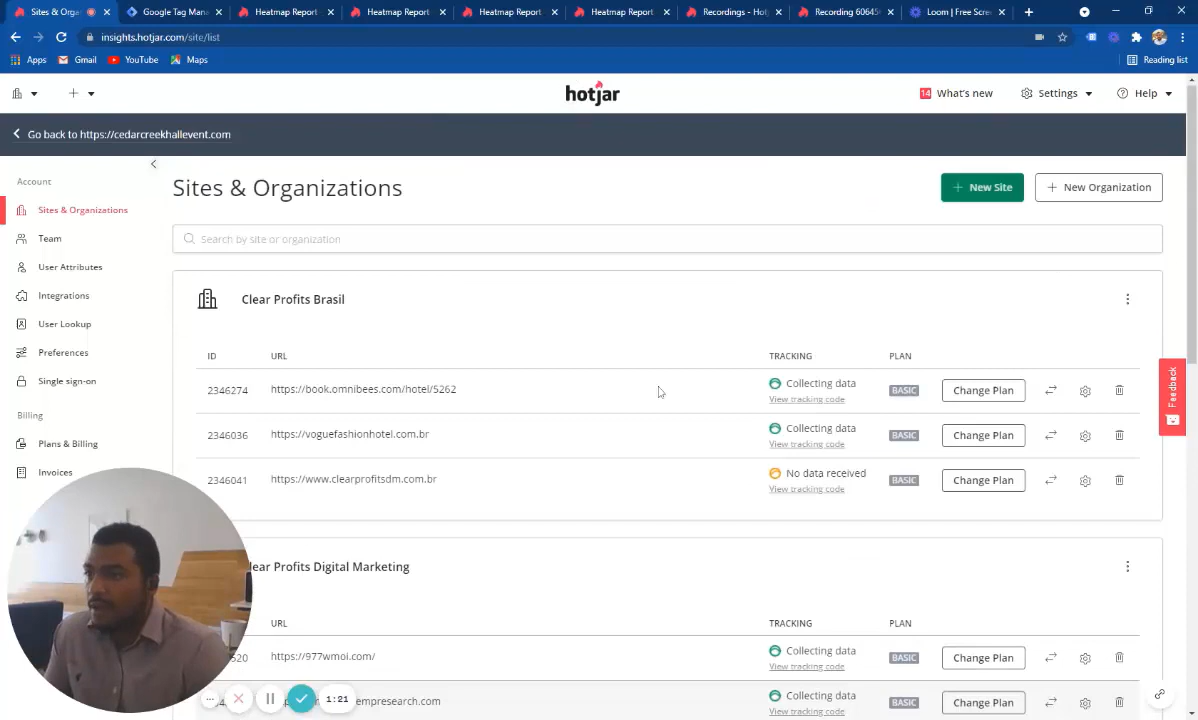 Sites & Orga
Google Tag Mana
Heatmap Report
Heatmap Report
Heatmap Report
Heatmap Report
Recordings - Hotj
Recording 60645
Loom | Free Scre
insights.hotjar.com/site/list
Apps
Gmail
YouTube
Maps
Reading list
hotjar
14
What's new
Settings
Help
Go back to https://cedarcreekhallevent.com
Account
Sites & Organizations
Team
User Attributes
Integrations
User Lookup
Preferences
Single sign-on
Billing
Plans & Billing
Invoices
Sites & Organizations
+ New Site
+ New Organization
Search by site or organization
Clear Profits Brasil
ID URL TRACKING PLAN
2346274 https://book.omnibees.com/hotel/5262 Collecting data BASIC Change Plan
View tracking code
2346036 https://voguefashionhotel.com.br Collecting data BASIC Change Plan
View tracking code
2346041 https://www.clearprofitsdm.com.br No data received BASIC Change Plan
View tracking code
lear Profits Digital Marketing
URL TRACKING PLAN
520 https://977wmoi.com/ Collecting data BASIC Change Plan
View tracking code
empresearch.com Collecting data BASIC Change Plan
View tracking code
Feedback
1:21